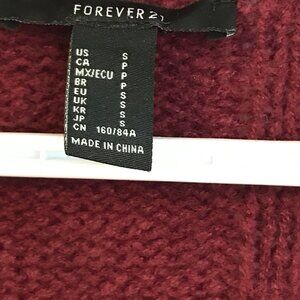 FOREVER 21
US S
CA P
MX/ECU P
BR P
EU S
UK S
KR S
JP S
CN 160/84A
MADE IN CHINA